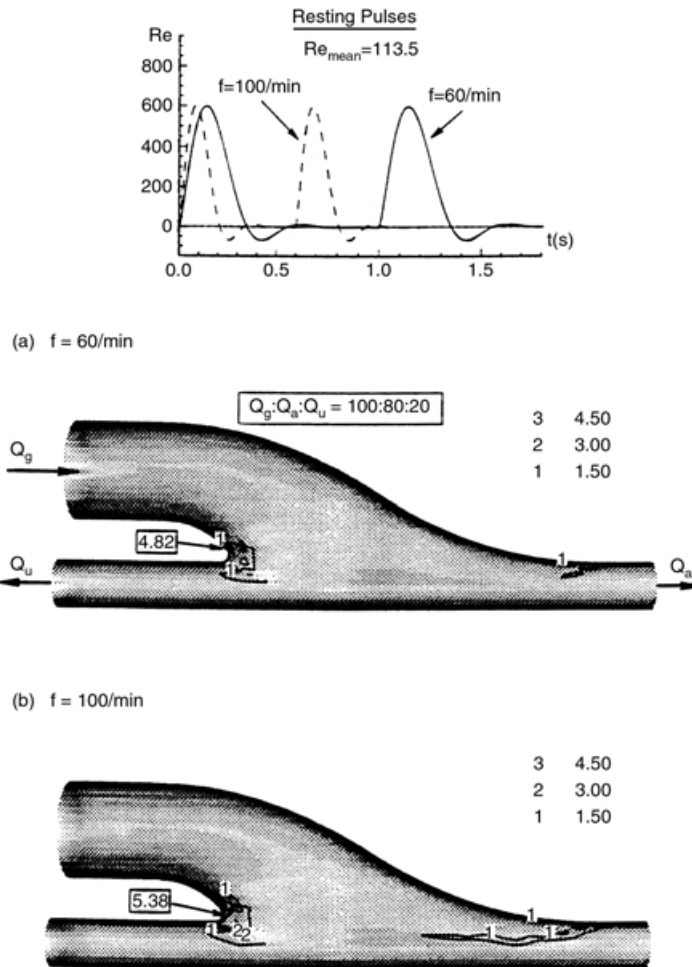 Resting Pulses
Re
Re_mean=113.5
800
f=100/min
f=60/min
600
400
200
0
t(s)
0.0 0.5 1.0 1.5
(a) f = 60/min
Q_g:Q_a:Q_u = 100:80:20
3 4.50
2 3.00
1 1.50
Q_g
1
4.82
1
1
Q_u
Q_a
(b) f = 100/min
3 4.50
2 3.00
1 1.50
1
5.38
1
1
22
1
1